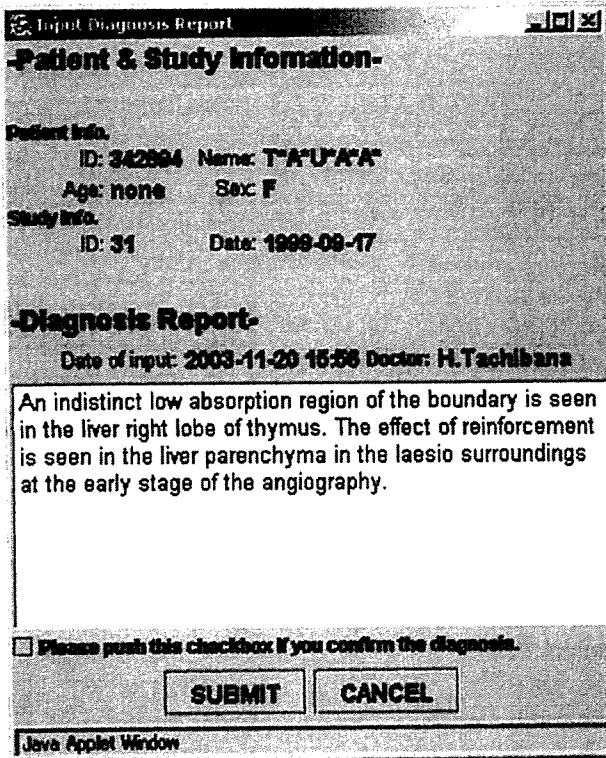 Input Diagnosis Report
-Patient & Study Infomation-
Patient Info.
ID: 342694 Name: T*A*U*A*A*
Age: none Sex: F
Study Info.
ID: 31 Date: 1999-09-17
-Diagnosis Report-
Date of input: 2003-11-20 15:56 Doctor: H.Tachibana
An indistinct low absorption region of the boundary is seen
in the liver right lobe of thymus. The effect of reinforcement
is seen in the liver parenchyma in the laesio surroundings
at the early stage of the angiography.
Please push this checkbox if you confirm the diagnosis.
SUBMIT CANCEL
Java Applet Window